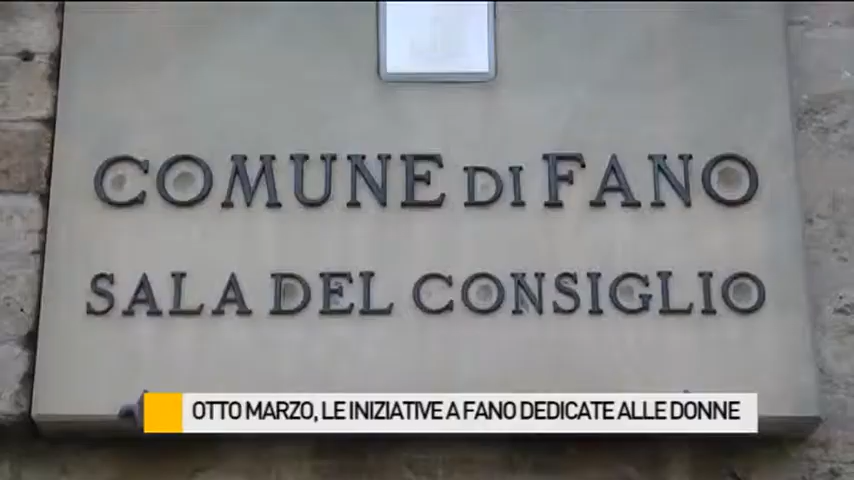 COMUNE DI FANO
SALA DEL CONSIGLIO
OTTO MARZO, LE INIZIATIVE A FANO DEDICATE ALLE DONNE